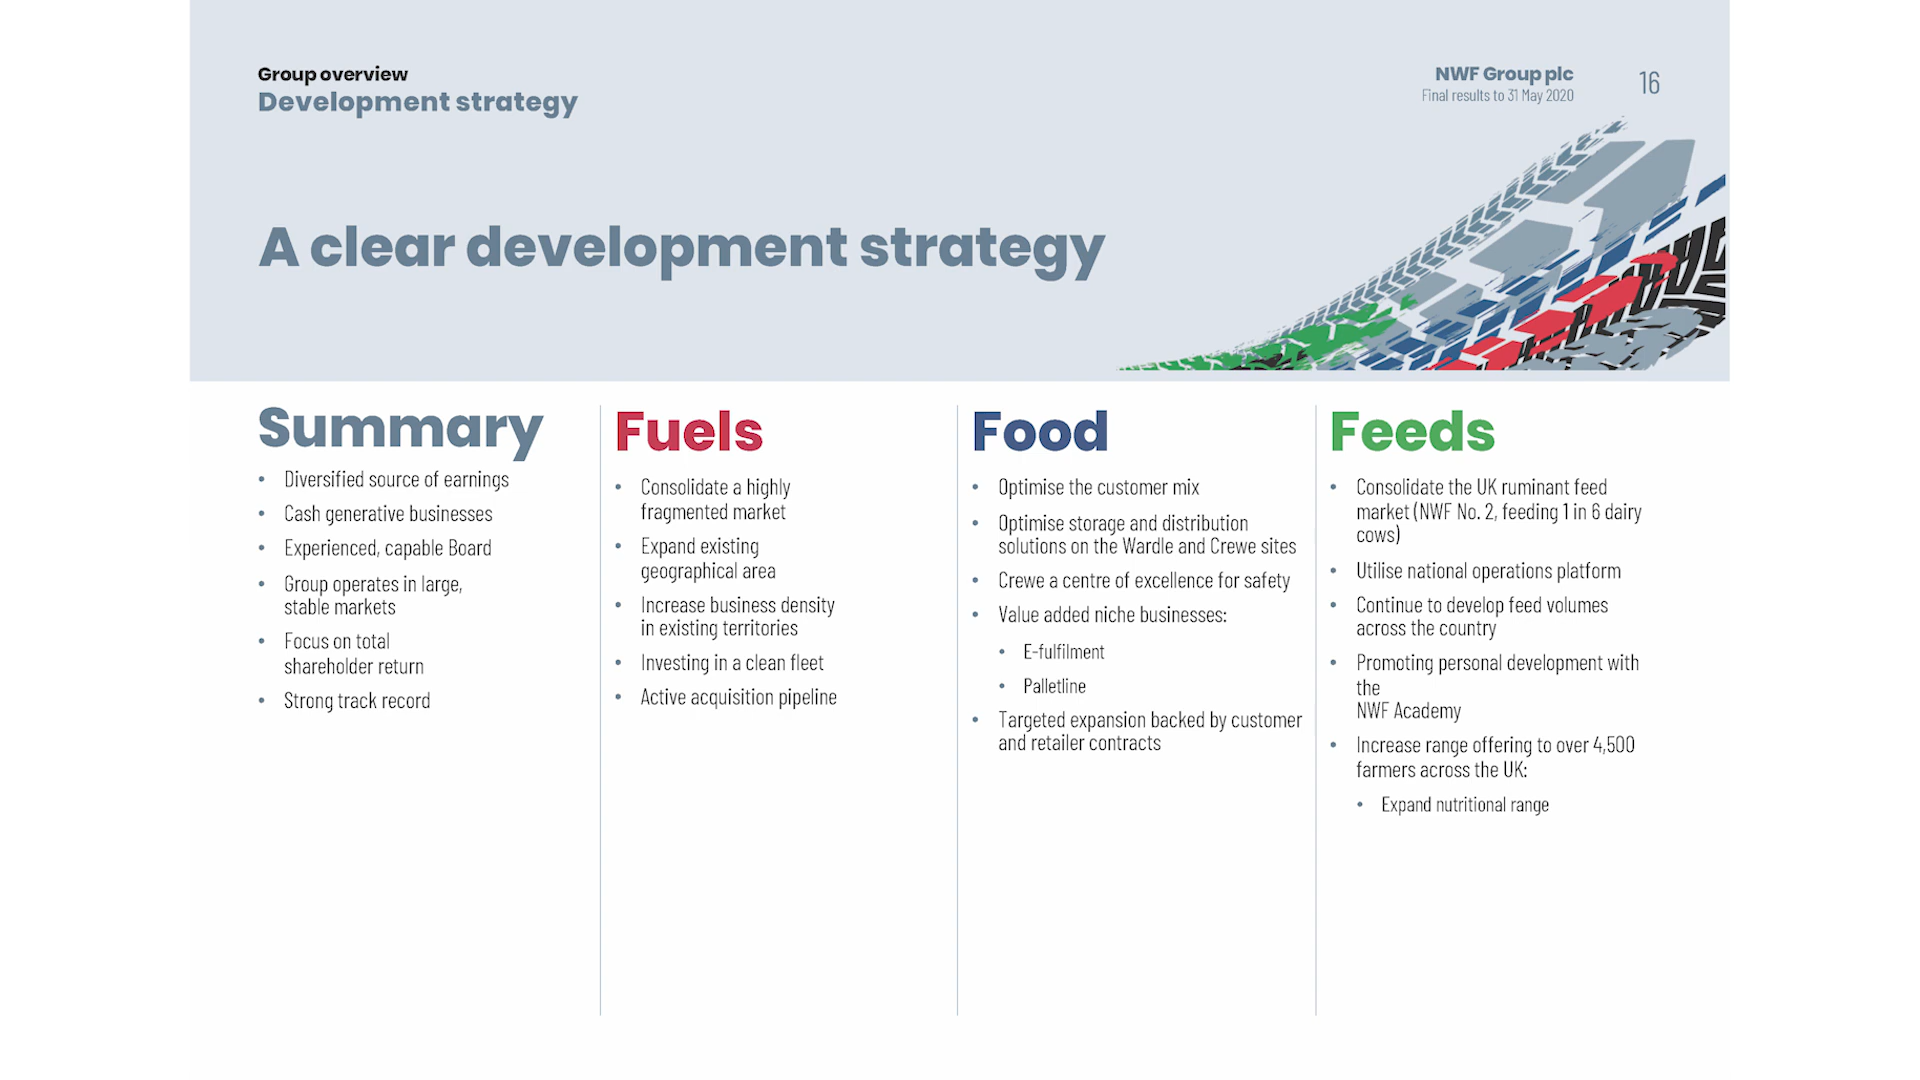 Group overview
Development strategy
NWF Group plc
Final results to 31 May 2020
16
A clear development strategy
Summary
• Diversified source of earnings
• Cash generative businesses
• Experienced, capable Board
• Group operates in large,
stable markets
• Focus on total
shareholder return
• Strong track record
Fuels
• Consolidate a highly
fragmented market
• Expand existing
geographical area
• Increase business density
in existing territories
• Investing in a clean fleet
• Active acquisition pipeline
Food
• Optimise the customer mix
• Optimise storage and distribution
solutions on the Wardle and Crewe sites
• Crewe a centre of excellence for safety
• Value added niche businesses:
• E-fulfilment
• Palletline
• Targeted expansion backed by customer
and retailer contracts
Feeds
• Consolidate the UK ruminant feed
market (NWF No. 2, feeding 1 in 6 dairy
cows)
• Utilise national operations platform
• Continue to develop feed volumes
across the country
• Promoting personal development with
the
NWF Academy
• Increase range offering to over 4,500
farmers across the UK:
• Expand nutritional range